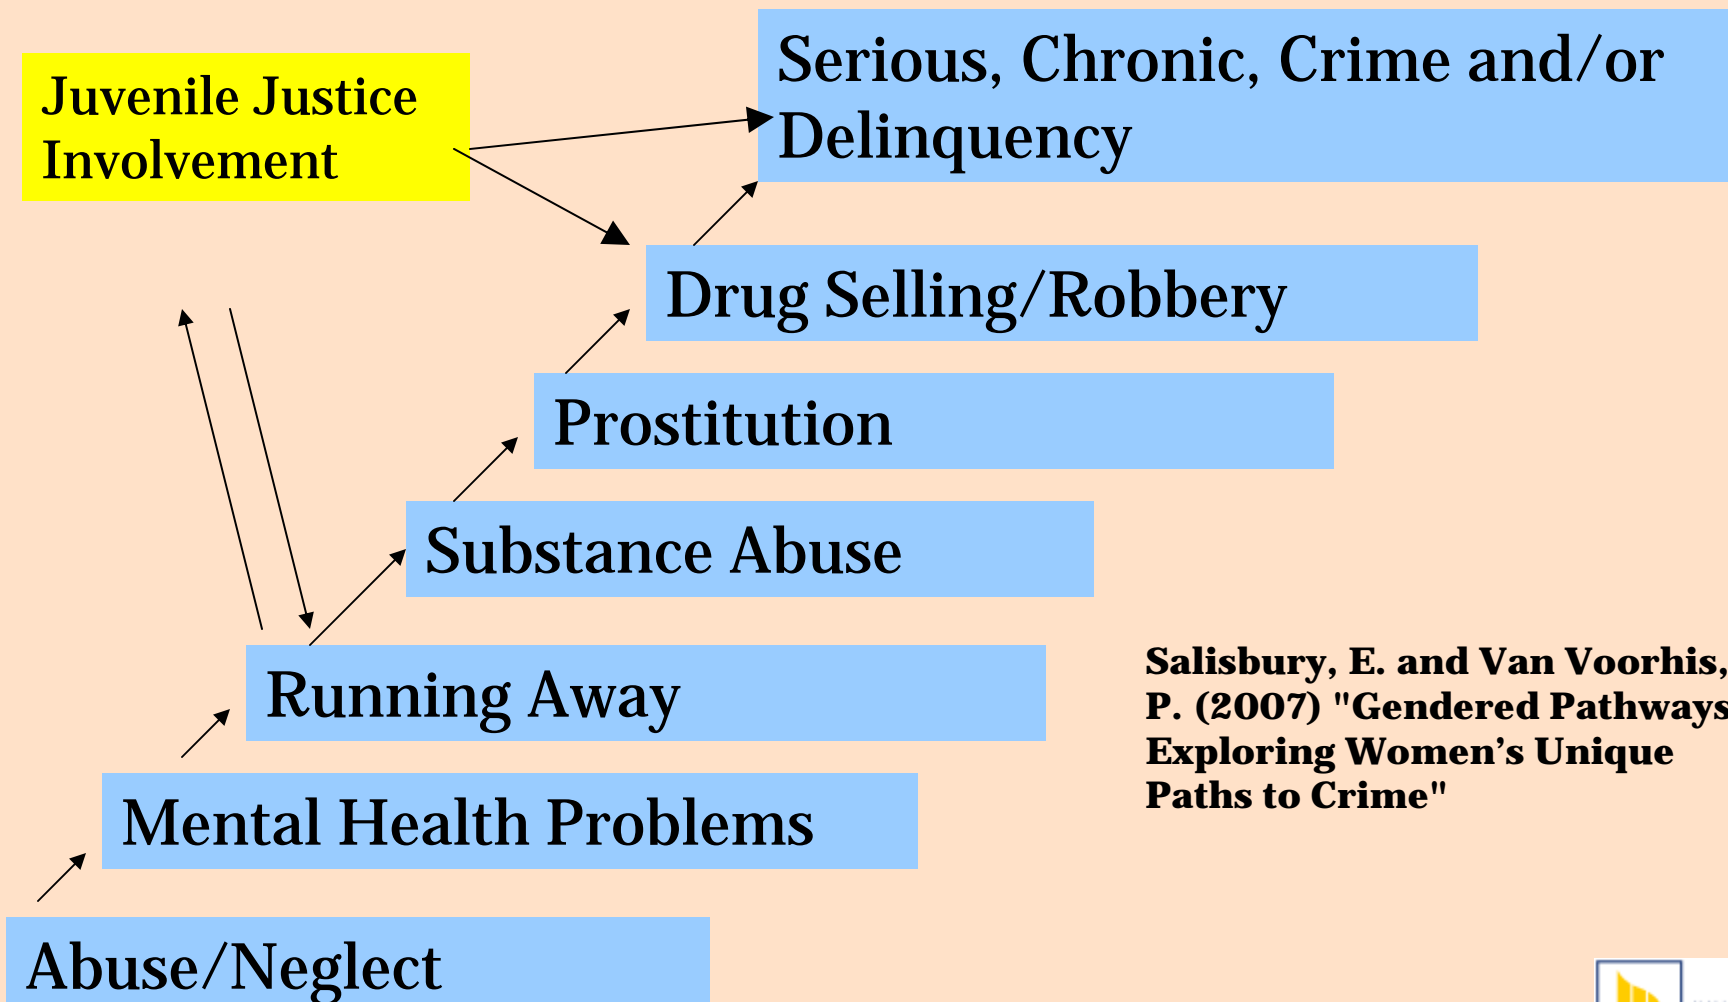 Juvenile Justice
Involvement
Serious, Chronic, Crime and/or
Delinquency
Drug Selling/Robbery
Prostitution
Substance Abuse
Running Away
Mental Health Problems
Abuse/Neglect
Salisbury, E. and Van Voorhis,
P. (2007) "Gendered Pathways
Exploring Women’s Unique
Paths to Crime"